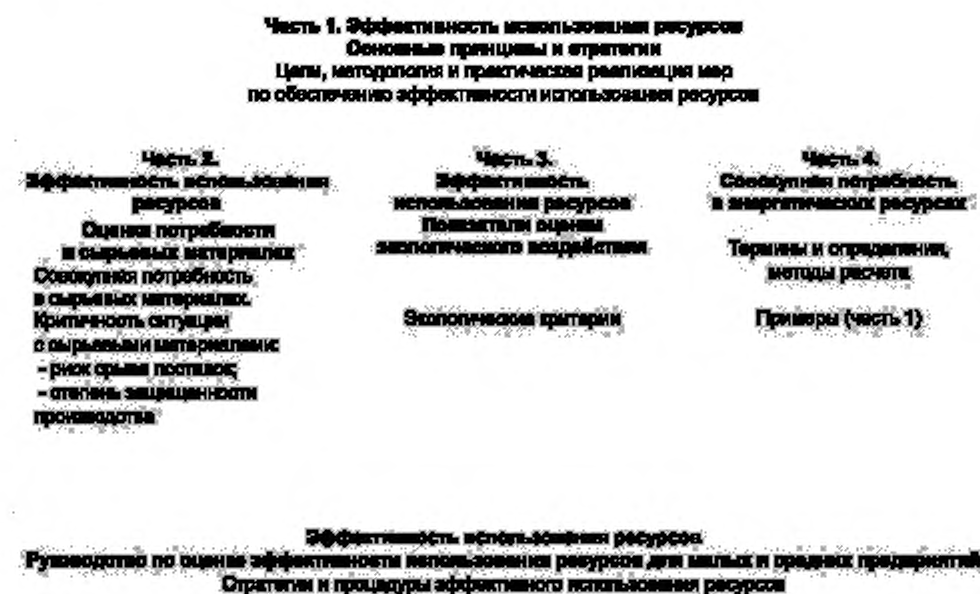 Часть 1. Эффективность использования ресурсов
Основные принципы и стратегии
Цели, методология и практическая реализация мер
по обеспечению эффективности использования ресурсов
Часть 2.
Эффективность использования
ресурсов
Оценка потребности
в сырьевых материалах
Совокупная потребность
в сырьевых материалах.
Критичность ситуации
с сырьевыми материалами:
- риск срыва поставок;
- степень защищенности
производства
Часть 3.
Эффективность
использования ресурсов
Показатели оценки
экологического воздействия
Экологические критерии
Часть 4.
Совокупная потребность
в энергетических ресурсах
Термины и определения,
методы расчета
Примеры (часть 1)
Эффективность использования ресурсов.
Руководство по оценке эффективности использования ресурсов для малых и средних предприятий
Стратегии и процедуры эффективного использования ресурсов